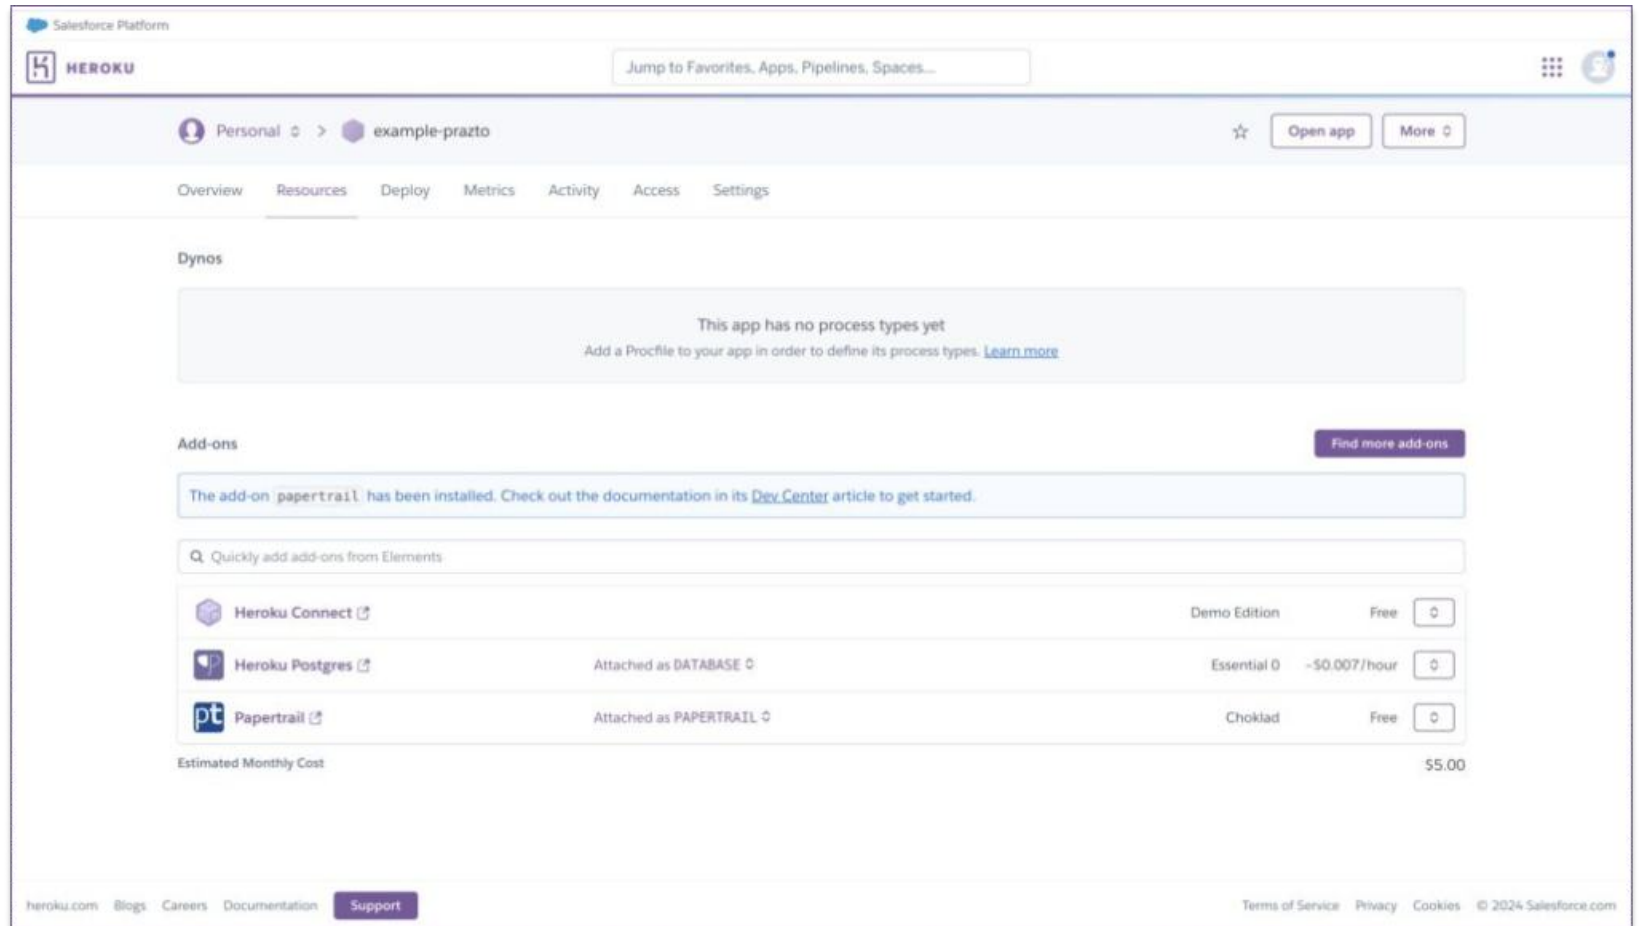 Salesforce Platform
HEROKU
Jump to Favorites, Apps, Pipelines, Spaces...
Personal > example-prazto
Open app
More
Overview Resources Deploy Metrics Activity Access Settings
Dynos
This app has no process types yet
Add a Procfile to your app in order to define its process types. Learn more
Add-ons
Find more add-ons
The add-on papertrail has been installed. Check out the documentation in its Dev Center article to get started.
Quickly add add-ons from Elements
Heroku Connect Demo Edition Free
Heroku Postgres Attached as DATABASE Essential 0 ~$0.007/hour
pt Papertrail Attached as PAPERTRAIL Choklad Free
Estimated Monthly Cost $5.00
heroku.com Blogs Careers Documentation Support Terms of Service Privacy Cookies © 2024 Salesforce.com